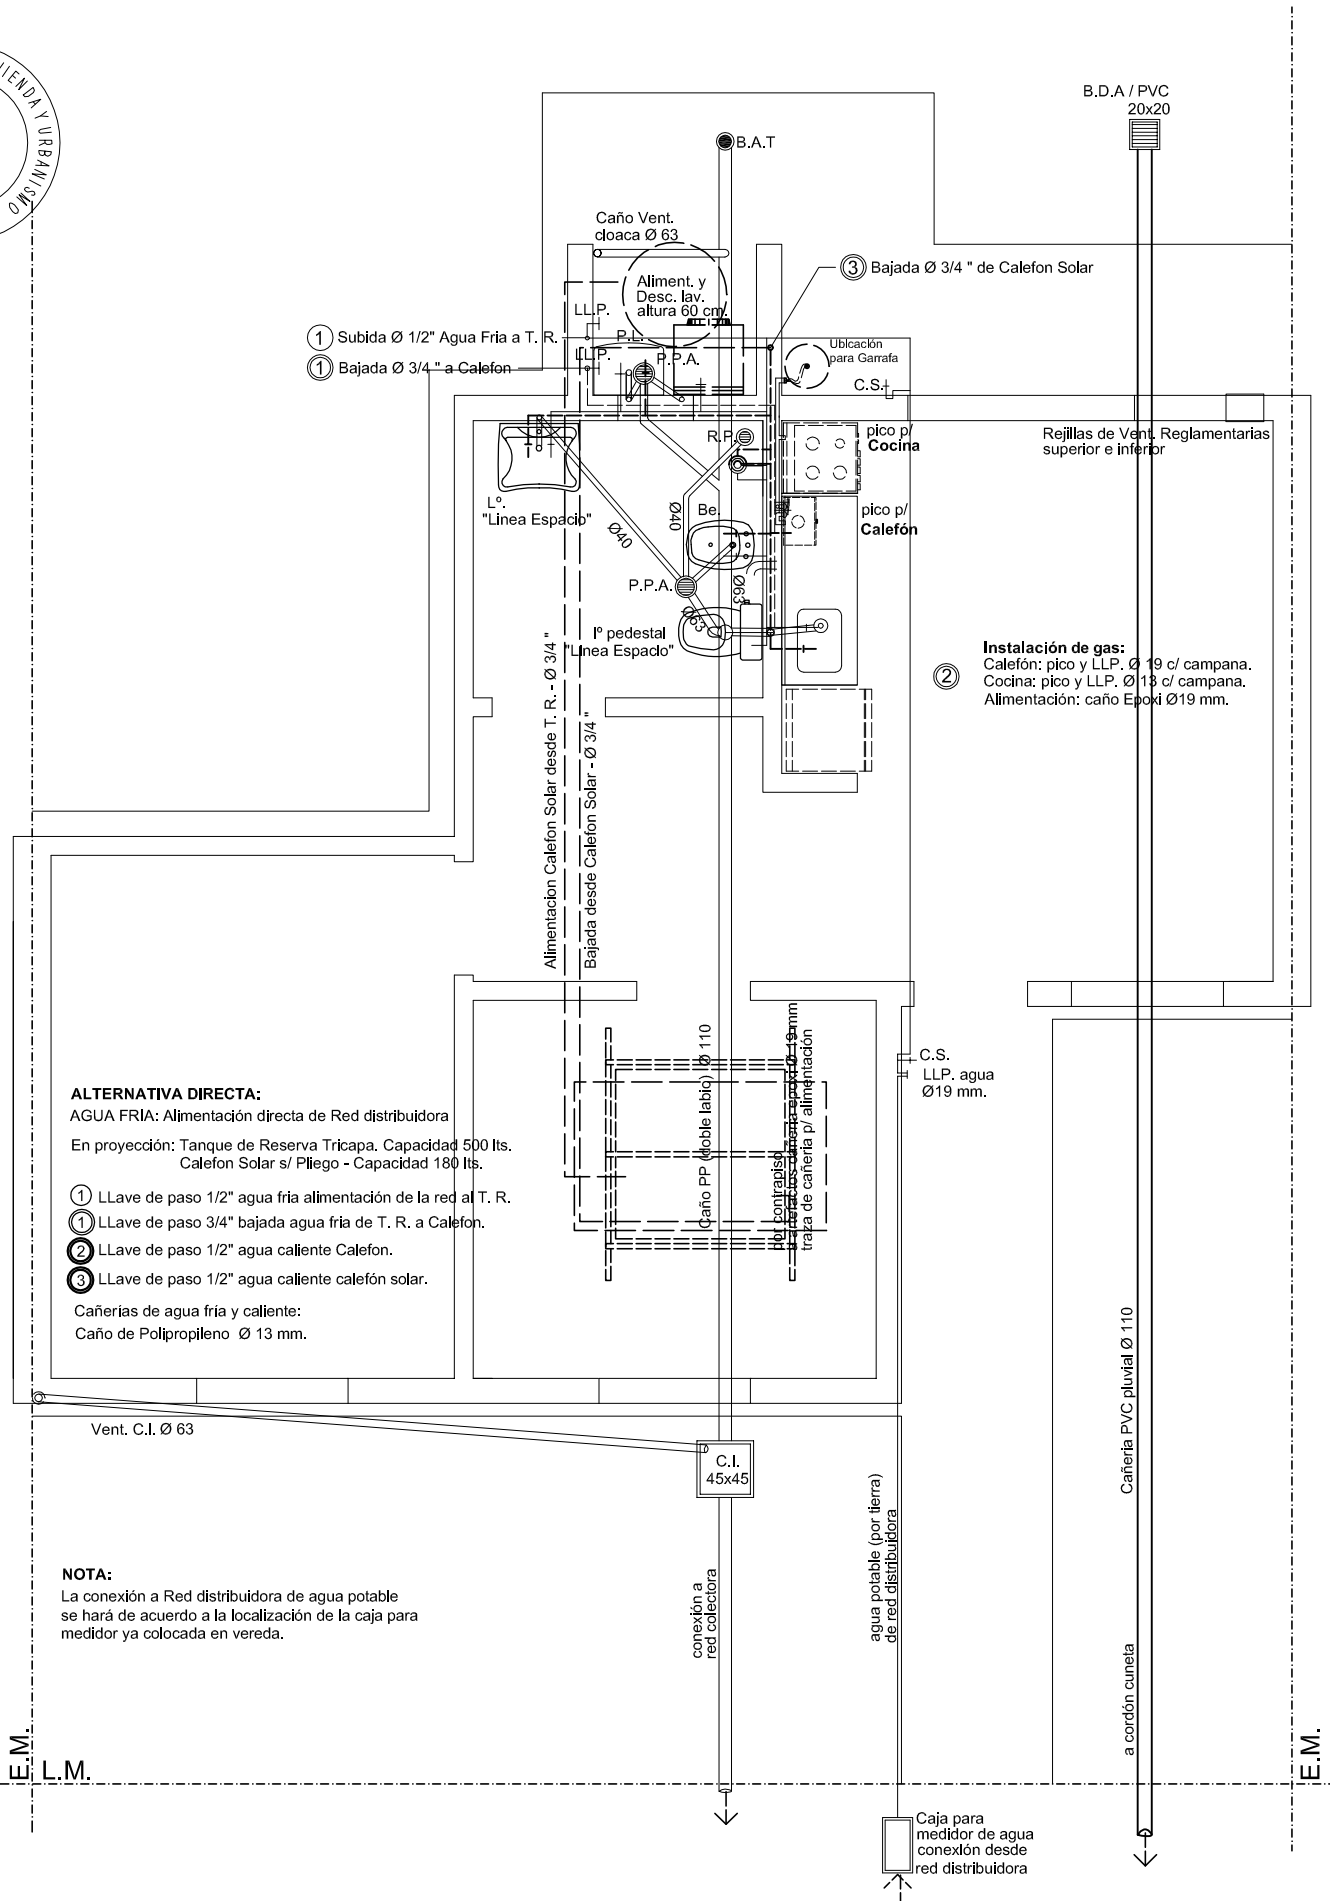 VIENDA Y URBANISMO
B.D.A / PVC
20x20
B.A.T
Caño Vent.
cloaca Ø 63
3 Bajada Ø 3/4 " de Calefon Solar
Aliment. y
Desc. lav.
altura 60 cm.
LL.P.
1 Subida Ø 1/2" Agua Fria a T. R.
P.L.
LL.P.
P.P.A.
1 Bajada Ø 3/4 " a Calefon
Ubicación
para Garrafa
C.S.
R.P.
pico p/
Cocina
Rejillas de Vent. Reglamentarias
superior e inferior
Lº.
"Linea Espacio"
Ø40
Ø40
Be.
pico p/
Calefón
P.P.A.
Ø63
Ø63
Iº pedestal
"Linea Espacio"
Instalación de gas:
2
Calefón: pico y LLP. Ø 19 c/ campana.
Cocina: pico y LLP. Ø 13 c/ campana.
Alimentación: caño Epoxi Ø19 mm.
Alimentacion Calefon Solar desde T. R. - Ø 3/4 "
Bajada desde Calefon Solar - Ø 3/4 "
Caño PP (doble labio) Ø 110
por contrapiso
a artefactos cañeria epoxi Ø 19 mm
traza de cañeria p/ alimentación
C.S.
LLP. agua
Ø19 mm.
ALTERNATIVA DIRECTA:
AGUA FRIA: Alimentación directa de Red distribuidora
En proyección: Tanque de Reserva Tricapa. Capacidad 500 lts.
Calefon Solar s/ Pliego - Capacidad 180 lts.
1 LLave de paso 1/2" agua fria alimentación de la red al T. R.
1 LLave de paso 3/4" bajada agua fria de T. R. a Calefon.
2 LLave de paso 1/2" agua caliente Calefon.
3 LLave de paso 1/2" agua caliente calefón solar.
Cañerias de agua fria y caliente:
Caño de Polipropileno Ø 13 mm.
Vent. C.I. Ø 63
C.I.
45x45
Cañeria PVC pluvial Ø 110
agua potable (por tierra)
de red distribuidora
conexión a
red colectora
NOTA:
La conexión a Red distribuidora de agua potable
se hará de acuerdo a la localización de la caja para
medidor ya colocada en vereda.
a cordón cuneta
E.M.
L.M.
E.M.
Caja para
medidor de agua
conexión desde
red distribuidora